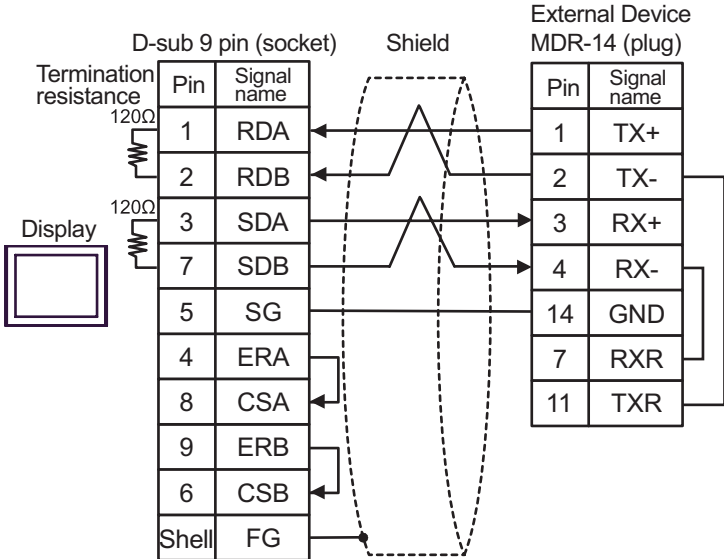 External Device
D-sub 9 pin (socket) Shield MDR-14 (plug)
Termination resistance
Pin Signal name
Pin Signal name
120Ω
1 RDA
1 TX+
2 RDB
2 TX-
120Ω
Display
3 SDA
3 RX+
7 SDB
4 RX-
5 SG
14 GND
4 ERA
7 RXR
8 CSA
11 TXR
9 ERB
6 CSB
Shell FG